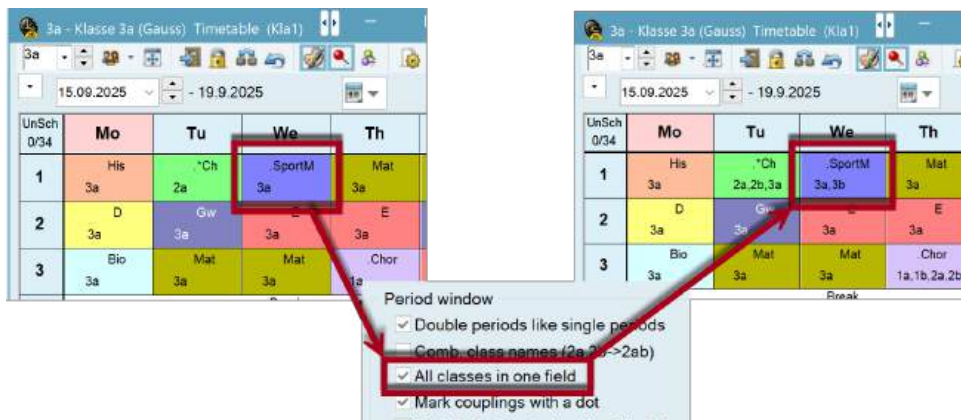 3a - Klasse 3a (Gauss) Timetable (Kla1)
3a
15.09.2025 - 19.9.2025
UnSch 0/34 Mo Tu We Th
1 His 3a .*Ch 2a .SportM 3a Mat 3a
2 D 3a Gw 3a E 3a E 3a
3 Bio 3a Mat 3a Mat 3a .Chor 1a
3a - Klasse 3a (Gauss) Timetable (Kla1)
3a
15.09.2025 - 19.9.2025
UnSch 0/34 Mo Tu We Th
1 His 3a .*Ch 2a,2b,3a .SportM 3a,3b Mat 3a
2 D 3a Gw 3a 3a E 3a
3 Bio 3a Mat 3a Mat 3a .Chor 1a,1b,2a,2b
Break
Period window
Double periods like single periods
Comb. class names (2a,2b->2ab)
All classes in one field
Mark couplings with a dot